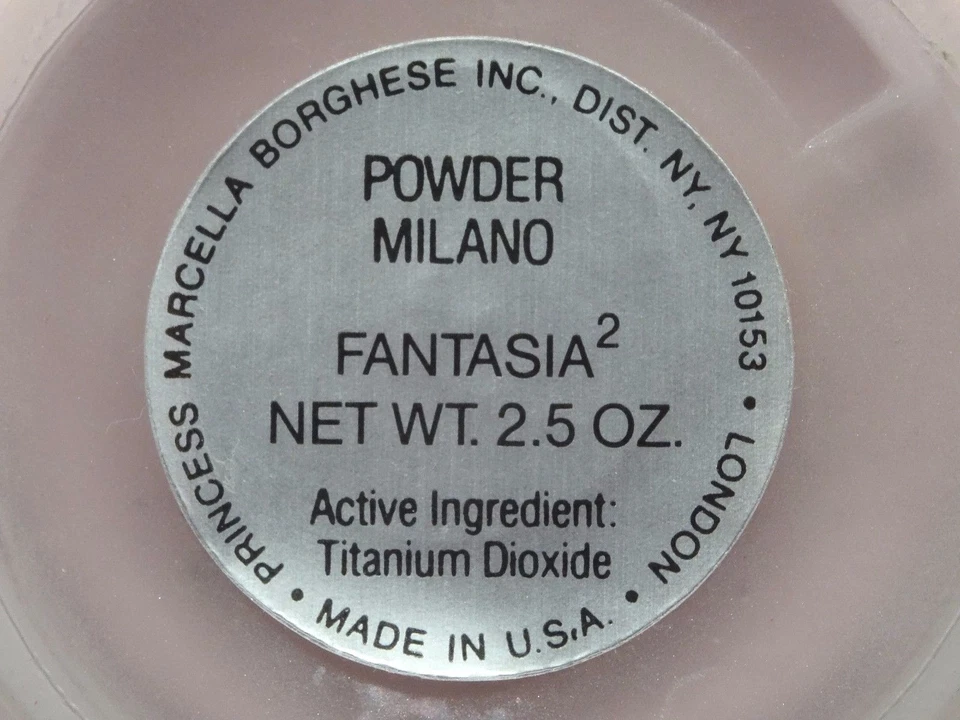 PRINCESS MARCELLA BORGHESE INC., DIST. NY, NY 10153 • LONDON • MADE IN U.S.A. •
POWDER
MILANO
FANTASIA²
NET WT. 2.5 OZ.
Active Ingredient:
Titanium Dioxide